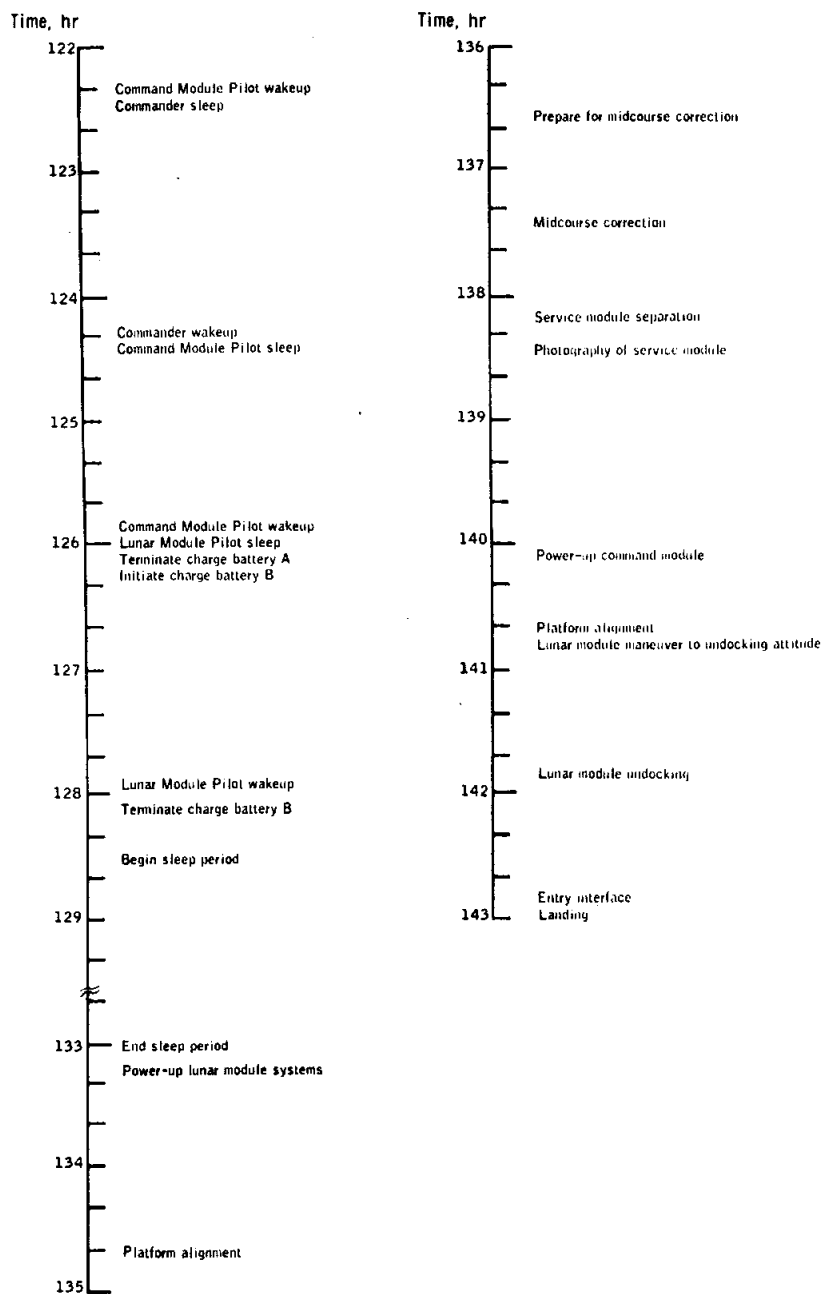 Time, hr
122
Command Module Pilot wakeup
Commander sleep
123
124
Commander wakeup
Command Module Pilot sleep
125
Command Module Pilot wakeup
126
Lunar Module Pilot sleep
Terminate charge battery A
Initiate charge battery B
127
Lunar Module Pilot wakeup
128
Terminate charge battery B
Begin sleep period
129
133
End sleep period
Power-up lunar module systems
134
Platform alignment
135
Time, hr
136
Prepare for midcourse correction
137
Midcourse correction
138
Service module separation
Photography of service module
139
140
Power-up command module
Platform alignment
Lunar module maneuver to undocking attitude
141
Lunar module undocking
142
Entry interface
143
Landing